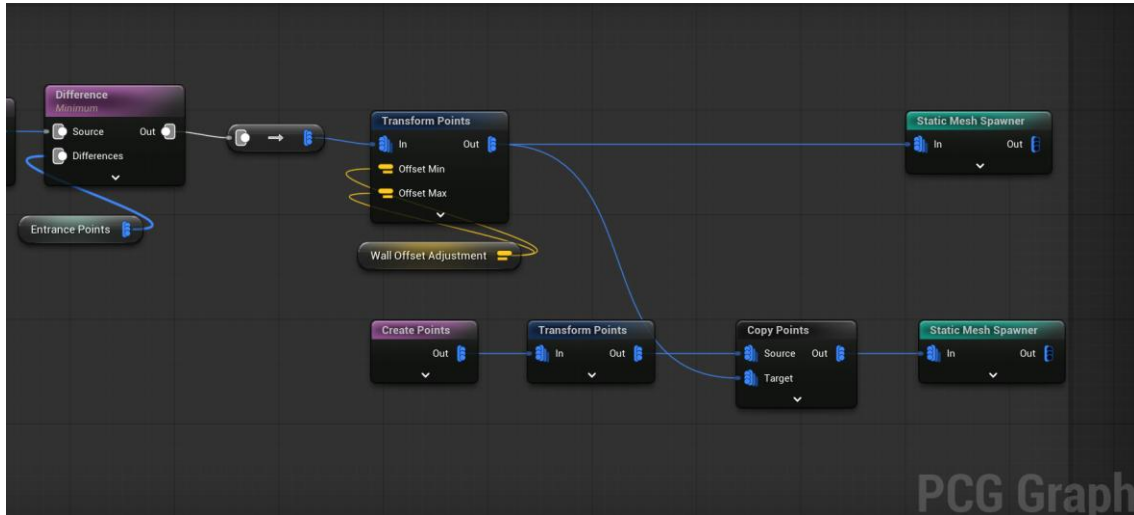 Difference
Minimum
Source Out
Differences
Entrance Points
Transform Points
In Out
Offset Min
Offset Max
Wall Offset Adjustment
Static Mesh Spawner
In Out
Create Points
Out
Transform Points
In Out
Copy Points
Source Out
Target
Static Mesh Spawner
In Out
PCG Graph